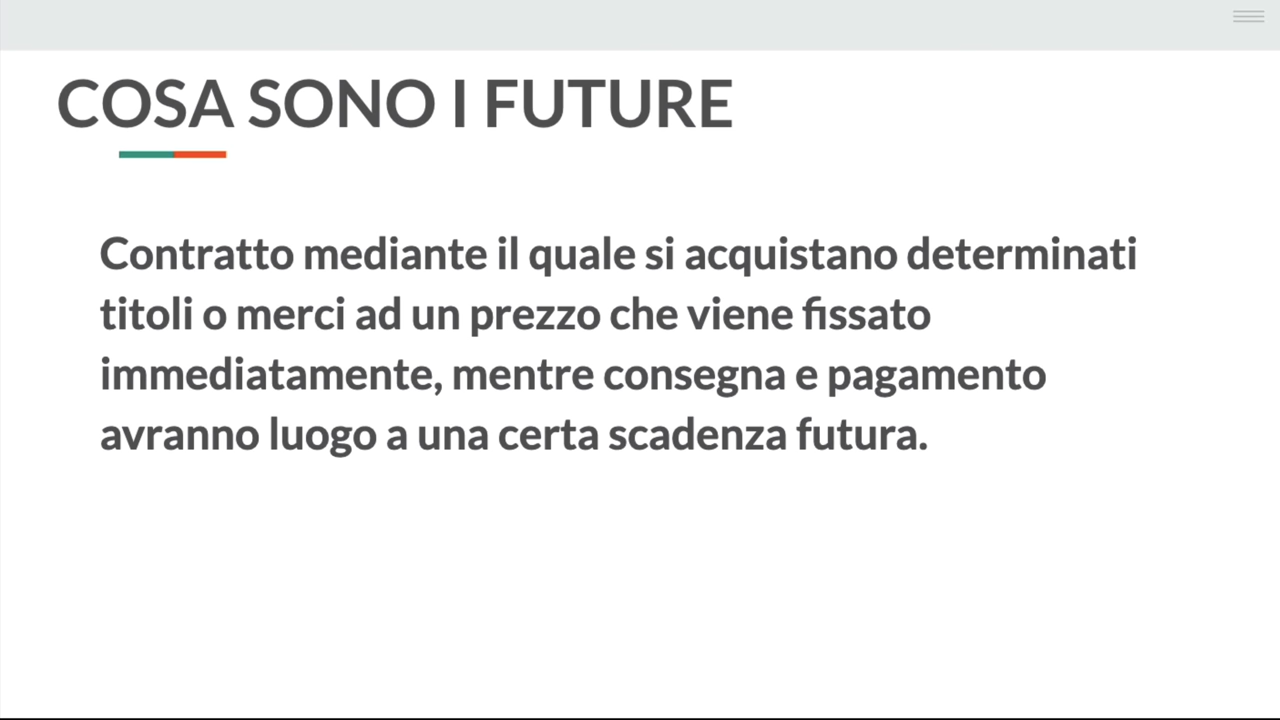 COSA SONO I FUTURE
Contratto mediante il quale si acquistano determinati
titoli o merci ad un prezzo che viene fissato
immediatamente, mentre consegna e pagamento
avranno luogo a una certa scadenza futura.